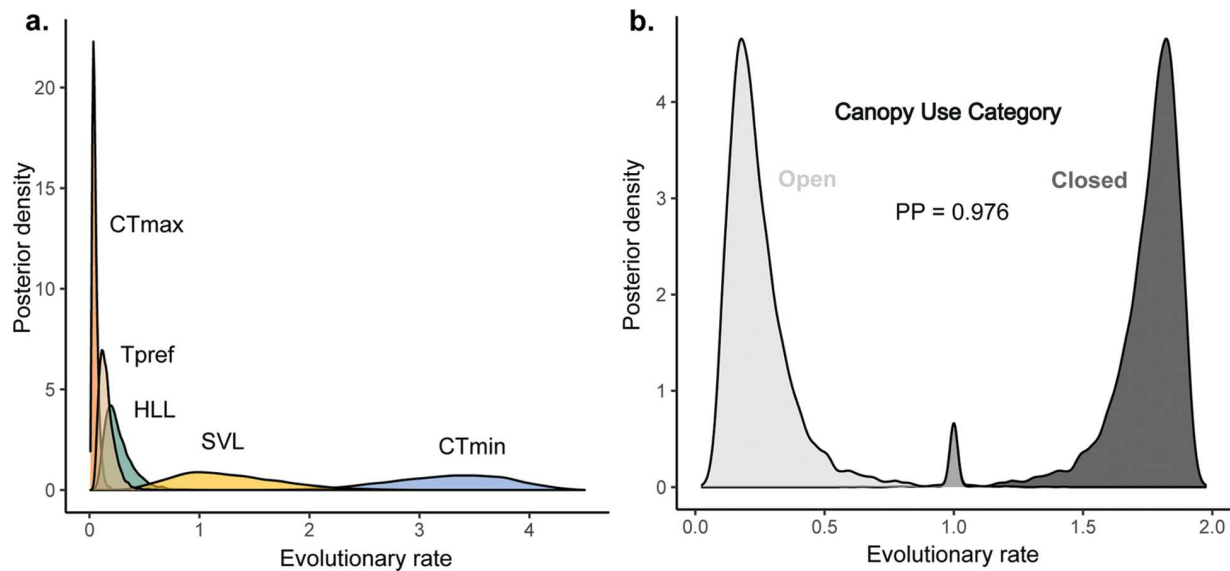 a.
Posterior density
20
15
10
5
0
CTmax
Tpref
HLL
SVL
CTmin
0 1 2 3 4
Evolutionary rate
b.
Posterior density
4
3
2
1
0
Canopy Use Category
Open
Closed
PP = 0.976
0.0 0.5 1.0 1.5 2.0
Evolutionary rate